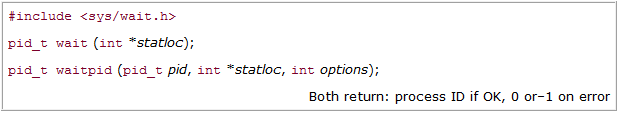 #include <sys/wait.h>
pid_t wait (int *statloc);
pid_t waitpid (pid_t pid, int *statloc, int options);
Both return: process ID if OK, 0 or–1 on error